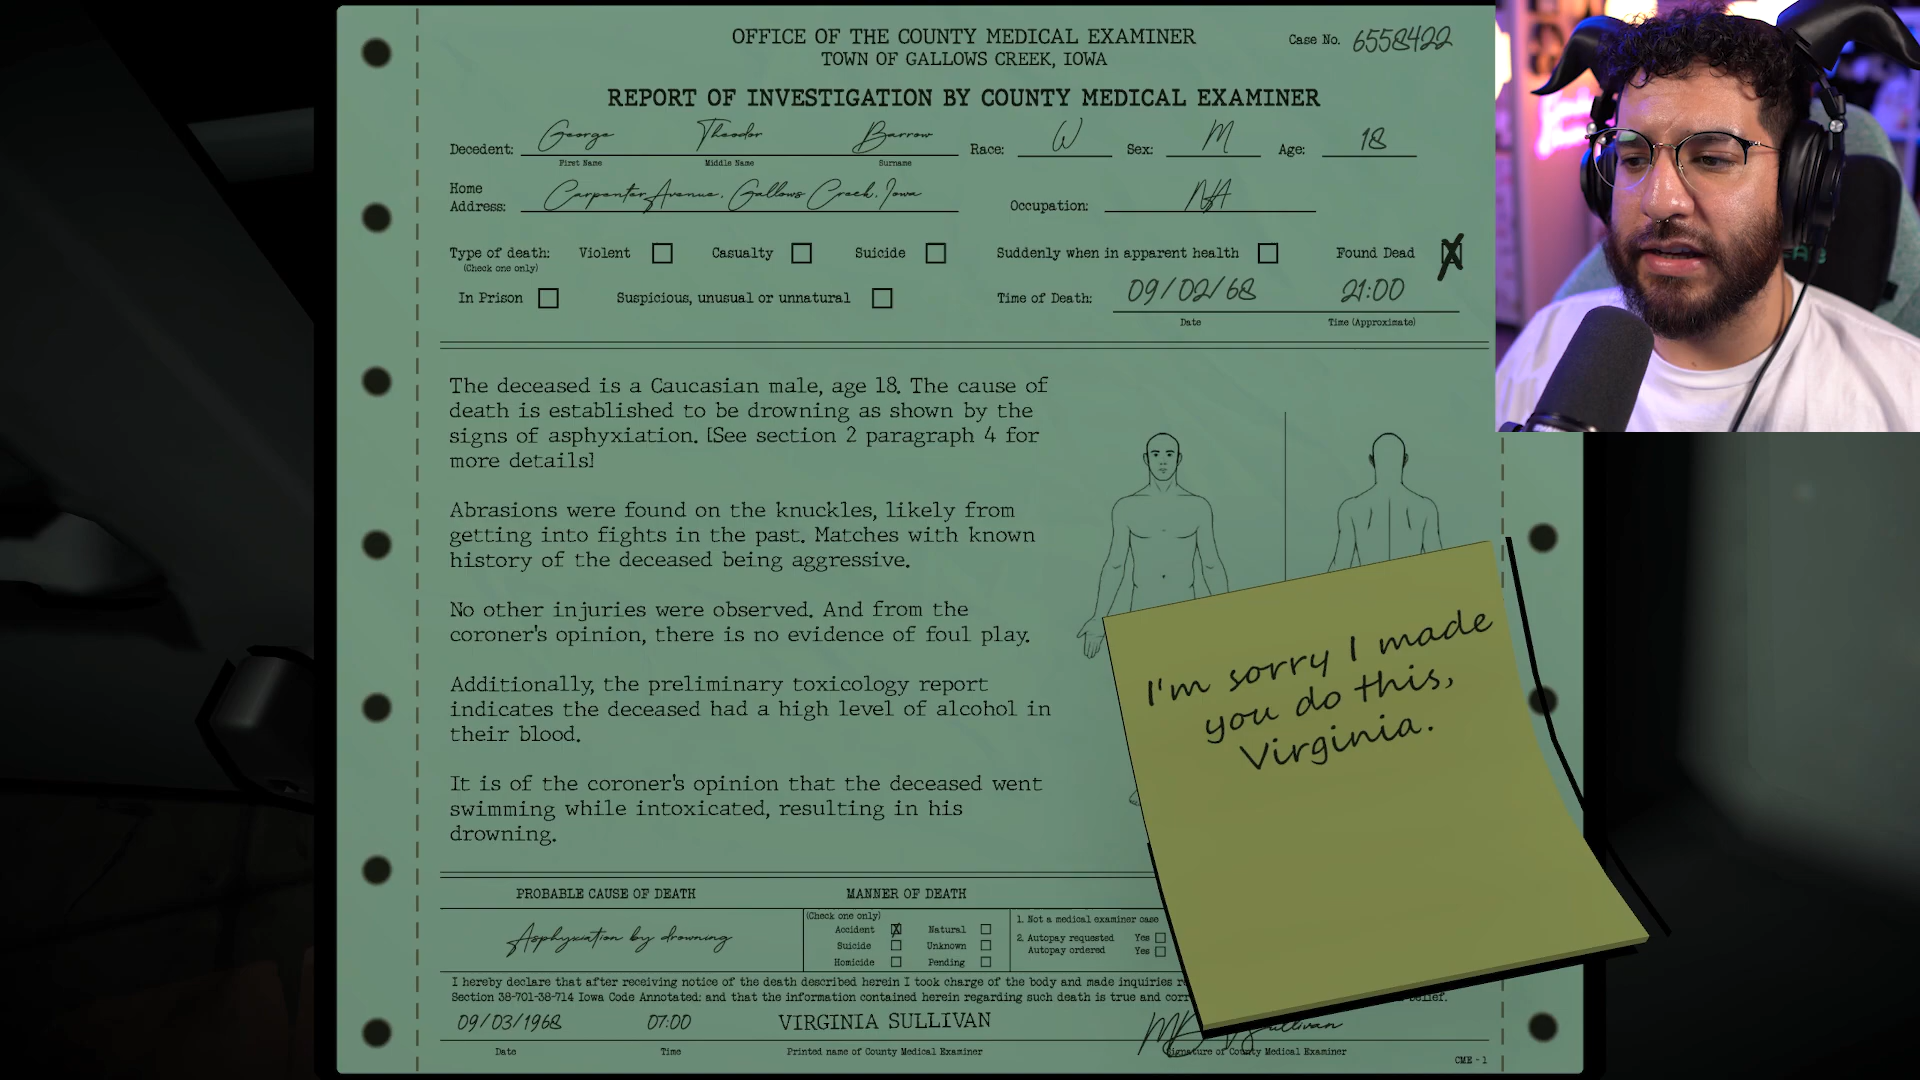 OFFICE OF THE COUNTY MEDICAL EXAMINER
TOWN OF GALLOWS CREEK, IOWA
Case No. 6558422
REPORT OF INVESTIGATION BY COUNTY MEDICAL EXAMINER
Decedent: George Theodor Barrow Race: W Sex: M Age: 18
First Name Middle Name Surname
Home Address: Carpenter Avenue, Gallows Creek, Iowa Occupation: N/A
Type of death: Violent Casualty Suicide Suddenly when in apparent health Found Dead X
(Check one only)
In Prison Suspicious, unusual or unnatural Time of Death: 09/02/68 21:00
Date Time (Approximate)
The deceased is a Caucasian male, age 18. The cause of
death is established to be drowning as shown by the
signs of asphyxiation. [See section 2 paragraph 4 for
more details]
Abrasions were found on the knuckles, likely from
getting into fights in the past. Matches with known
history of the deceased being aggressive.
No other injuries were observed. And from the
coroner's opinion, there is no evidence of foul play.
Additionally, the preliminary toxicology report
indicates the deceased had a high level of alcohol in
their blood.
It is of the coroner's opinion that the deceased went
swimming while intoxicated, resulting in his
drowning.
I'm sorry I made
you do this,
Virginia.
PROBABLE CAUSE OF DEATH
Asphyxiation by drowning
MANNER OF DEATH
(Check one only)
Accident X Natural
Suicide Unknown
Homicide Pending
1. Not a medical examiner case
2. Autopay requested Yes
Autopay ordered Yes
I hereby declare that after receiving notice of the death described herein I took charge of the body and made inquiries
Section 38-701-38-714 Iowa Code Annotated: and that the information contained herein regarding such death is true and belief.
09/03/1968 07:00 VIRGINIA SULLIVAN Sullivan
Date Time Printed name of County Medical Examiner Signature of County Medical Examiner
CME - 1